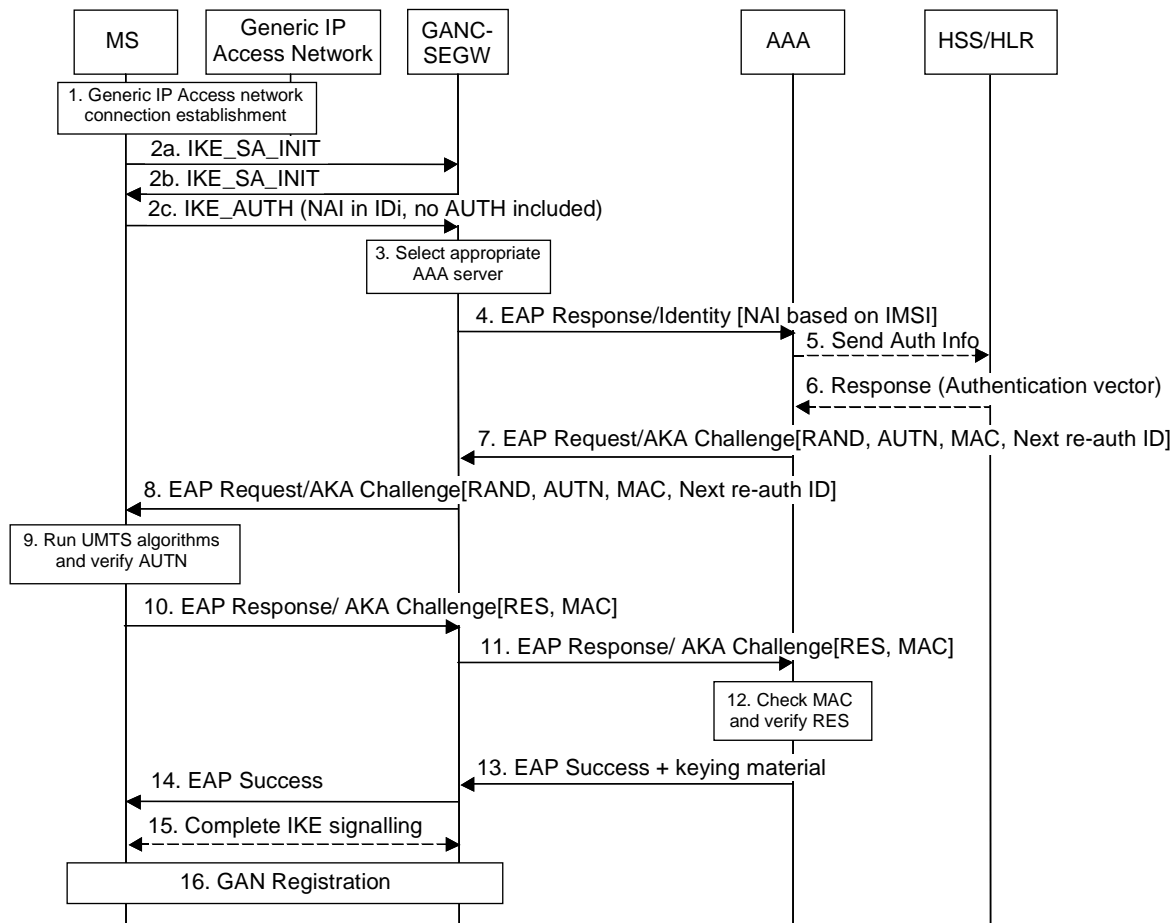 MS
Generic IP
Access Network
GANC-
SEGW
AAA
HSS/HLR
1. Generic IP Access network
connection establishment
2a. IKE_SA_INIT
2b. IKE_SA_INIT
2c. IKE_AUTH (NAI in IDi, no AUTH included)
3. Select appropriate
AAA server
4. EAP Response/Identity [NAI based on IMSI]
5. Send Auth Info
6. Response (Authentication vector)
7. EAP Request/AKA Challenge[RAND, AUTN, MAC, Next re-auth ID]
8. EAP Request/AKA Challenge[RAND, AUTN, MAC, Next re-auth ID]
9. Run UMTS algorithms
and verify AUTN
10. EAP Response/ AKA Challenge[RES, MAC]
11. EAP Response/ AKA Challenge[RES, MAC]
12. Check MAC
and verify RES
13. EAP Success + keying material
14. EAP Success
15. Complete IKE signalling
16. GAN Registration